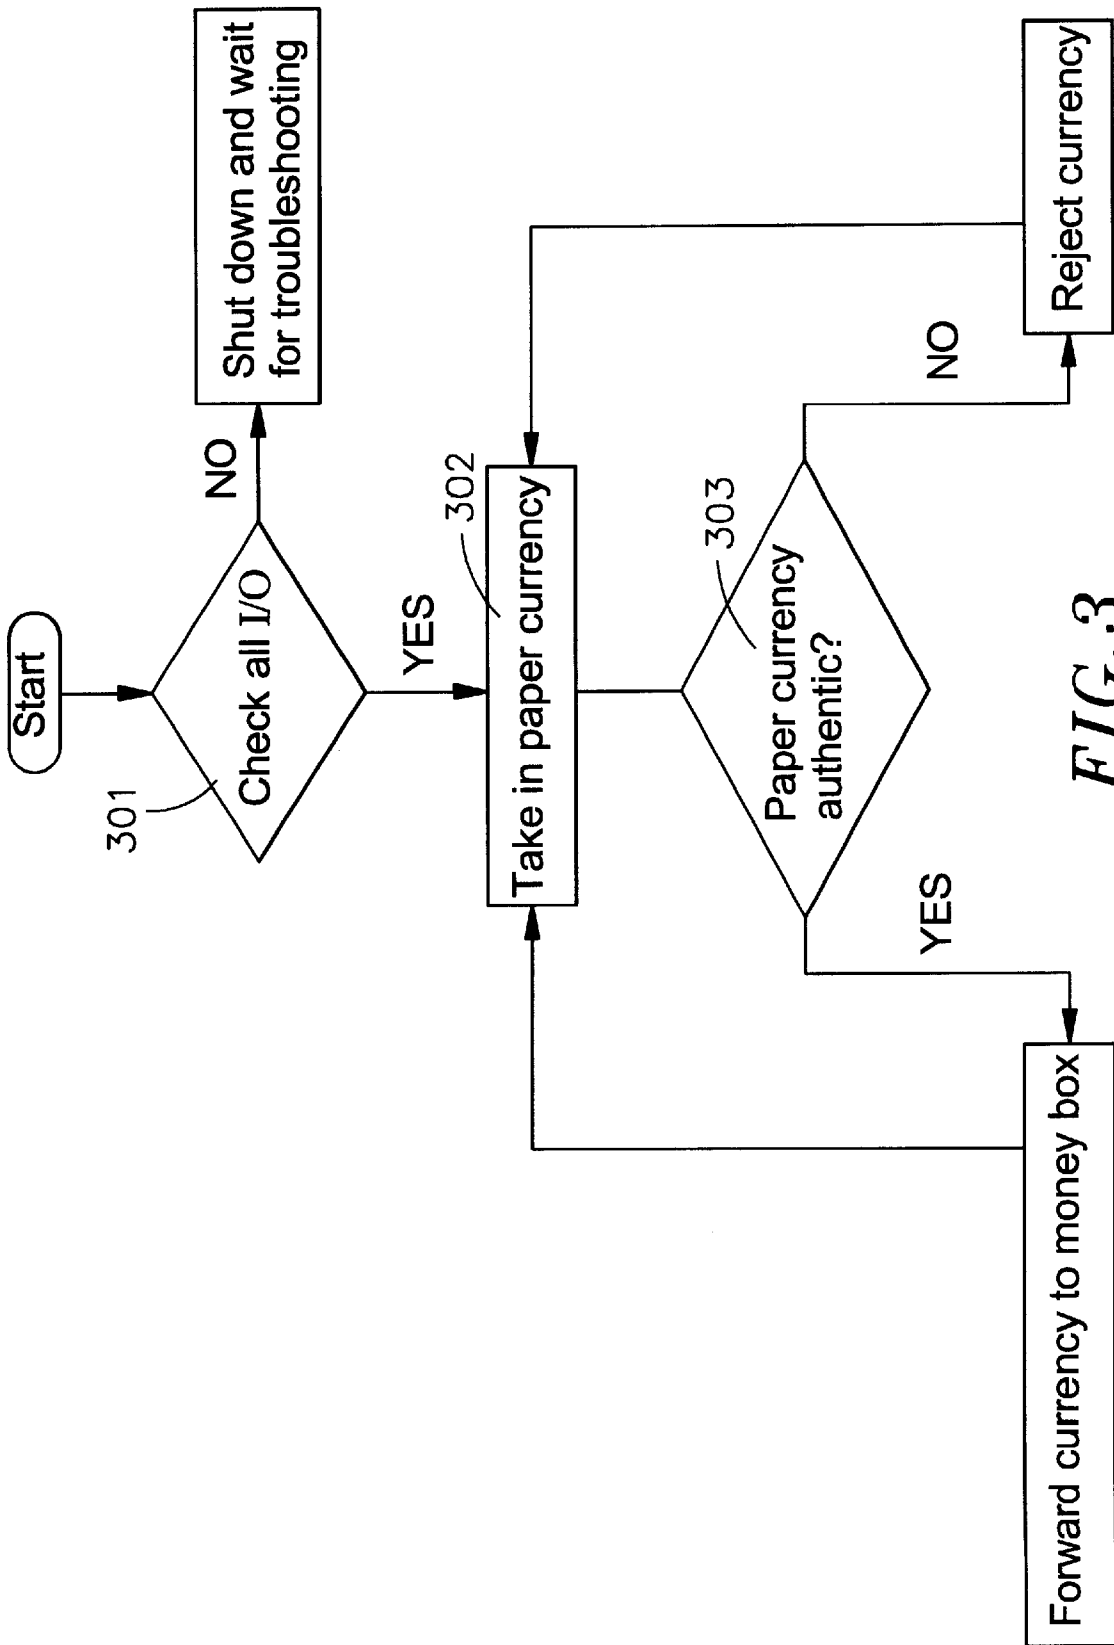 Start
301
Check all I/O
NO
Shut down and wait
for troubleshooting
YES
302
Take in paper currency
303
Paper currency
authentic?
YES
NO
Forward currency to money box
Reject currency
FIG.3